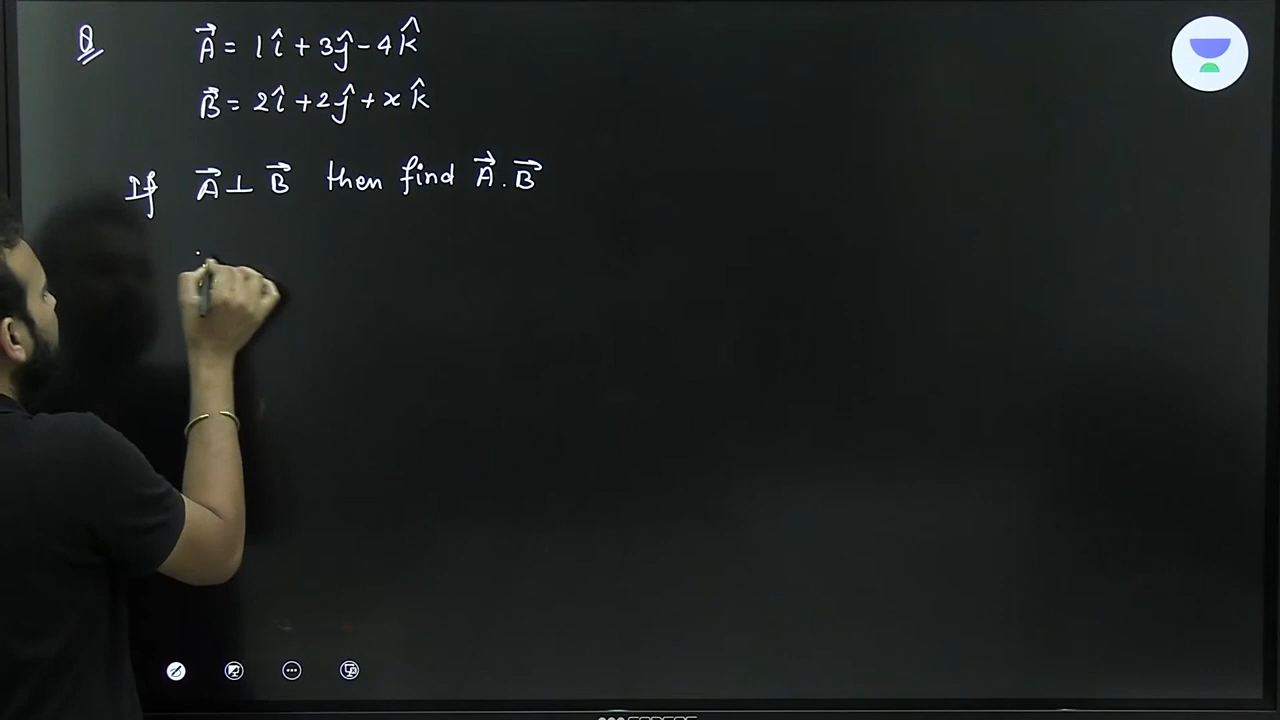 Q
A⃗ = 1î + 3ĵ - 4k̂
B⃗ = 2î + 2ĵ + x k̂
If A⃗ ⊥ B⃗ then find A⃗ . B⃗